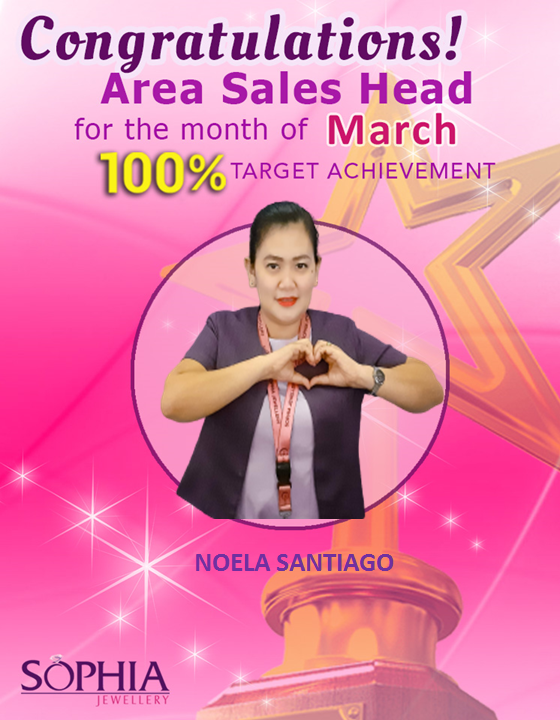 Congratulations!
Area Sales Head
for the month of March
100% TARGET ACHIEVEMENT
NOELA SANTIAGO
SOPHIA
JEWELLERY